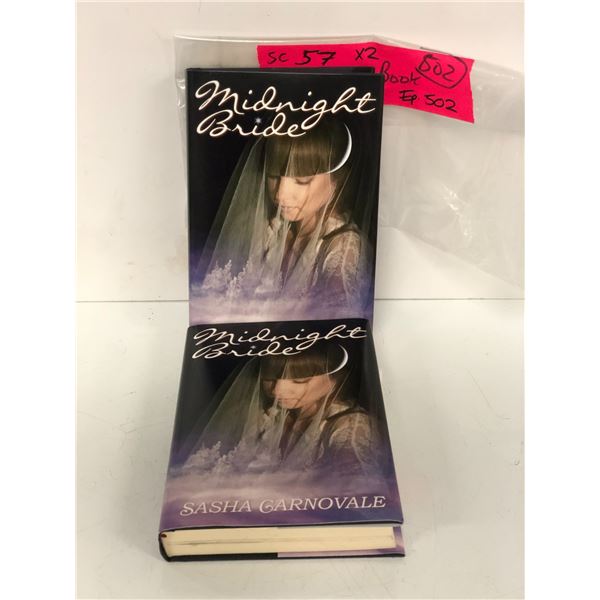 SC 57 X2 502
Book
Ep 502
Midnight
Bride
Midnight
Bride
SASHA CARNOVALE